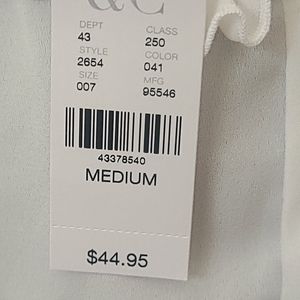 &C
DEPT CLASS
43 250
STYLE COLOR
2654 041
SIZE MFG
007 95546
43378540
MEDIUM
$44.95